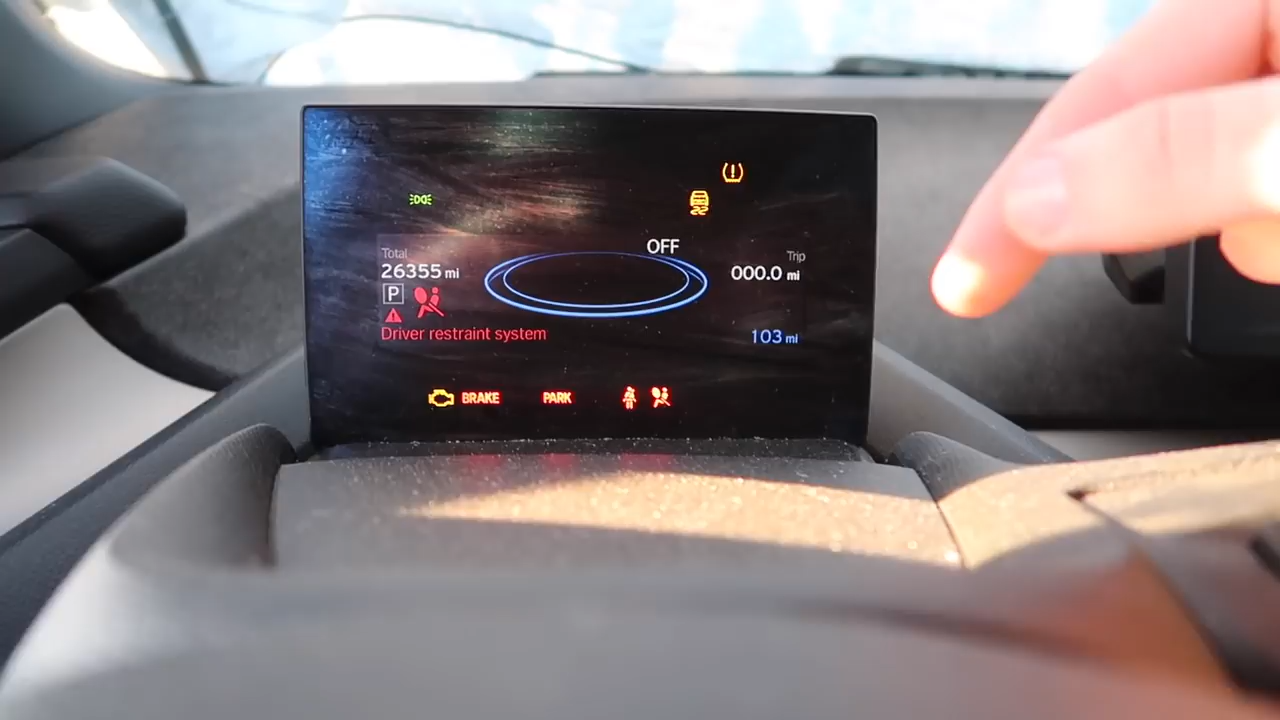 OFF
Total
26355 mi
Trip
000.0 mi
P
Driver restraint system
103 mi
BRAKE
PARK